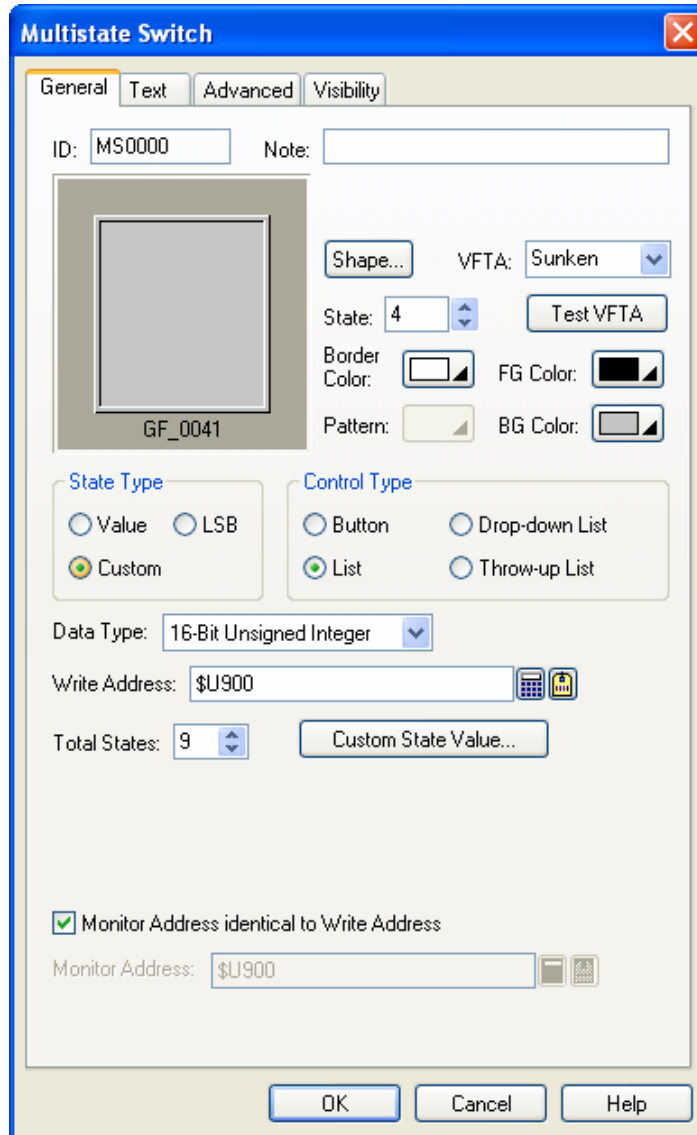 Multistate Switch
General Text Advanced Visibility
ID: MS0000 Note:
Shape... VFTA: Sunken
State: 4 Test VFTA
Border Color: FG Color:
GF_0041 Pattern: BG Color:
State Type Control Type
Value LSB Button Drop-down List
Custom List Throw-up List
Data Type: 16-Bit Unsigned Integer
Write Address: $U900
Total States: 9 Custom State Value...
Monitor Address identical to Write Address
Monitor Address: $U900
OK Cancel Help